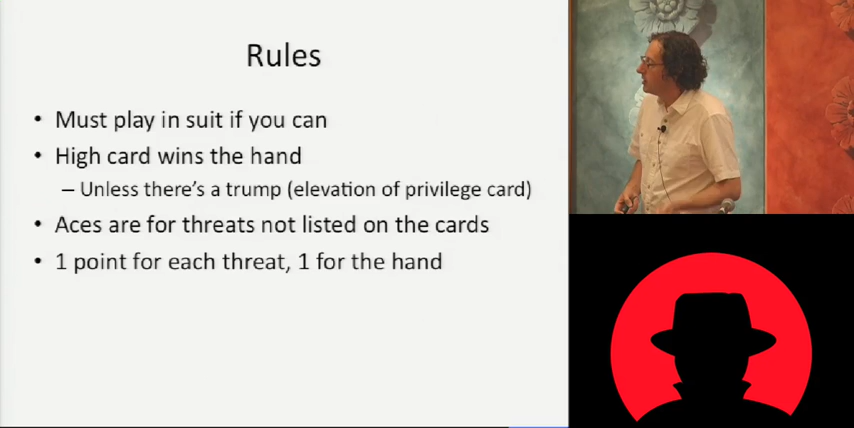 Rules
• Must play in suit if you can
• High card wins the hand
– Unless there's a trump (elevation of privilege card)
• Aces are for threats not listed on the cards
• 1 point for each threat, 1 for the hand